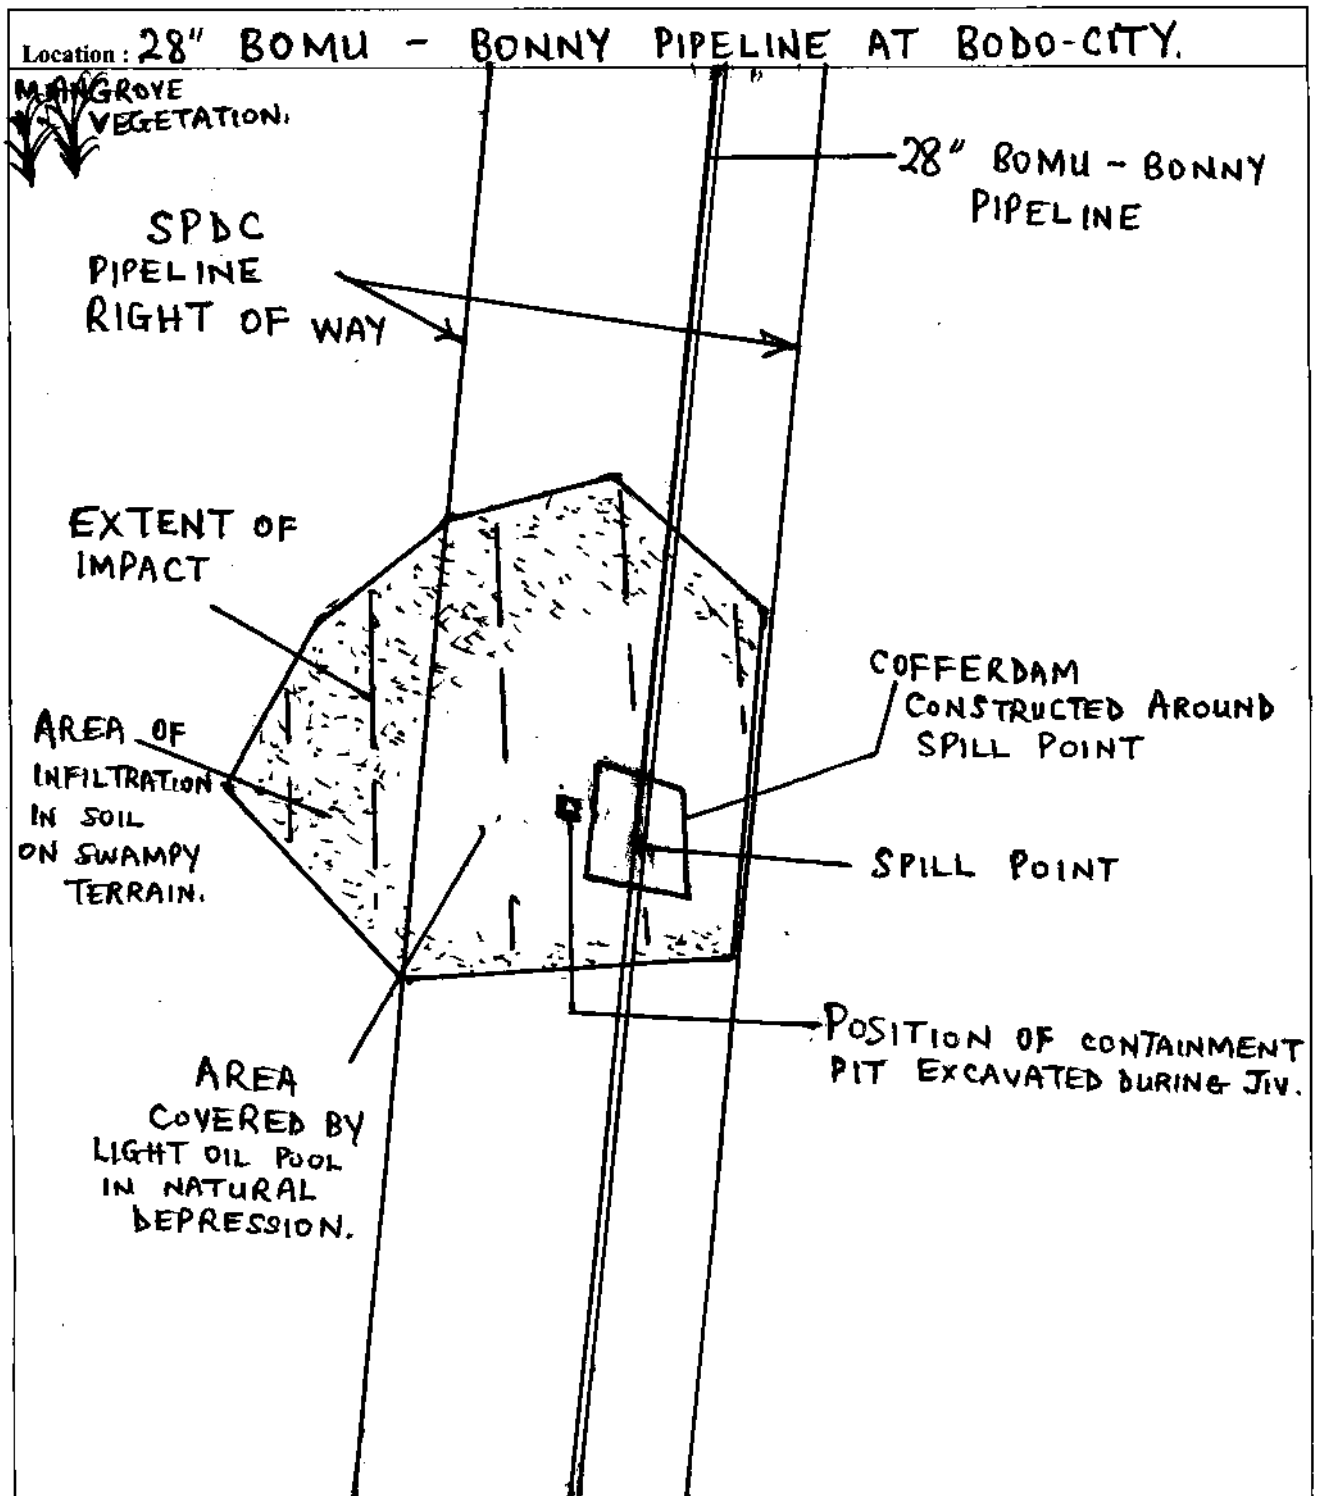 Location : 28" BOMU - BONNY PIPELINE AT BODO-CITY.
MANGROVE
VEGETATION.
28" BOMU - BONNY
PIPELINE
SPDC
PIPELINE
RIGHT OF WAY
EXTENT OF
IMPACT
COFFERDAM
CONSTRUCTED AROUND
SPILL POINT
AREA OF
INFILTRATION
IN SOIL
ON SWAMPY
TERRAIN.
SPILL POINT
POSITION OF CONTAINMENT
PIT EXCAVATED DURING JIV.
AREA
COVERED BY
LIGHT OIL POOL
IN NATURAL
DEPRESSION.